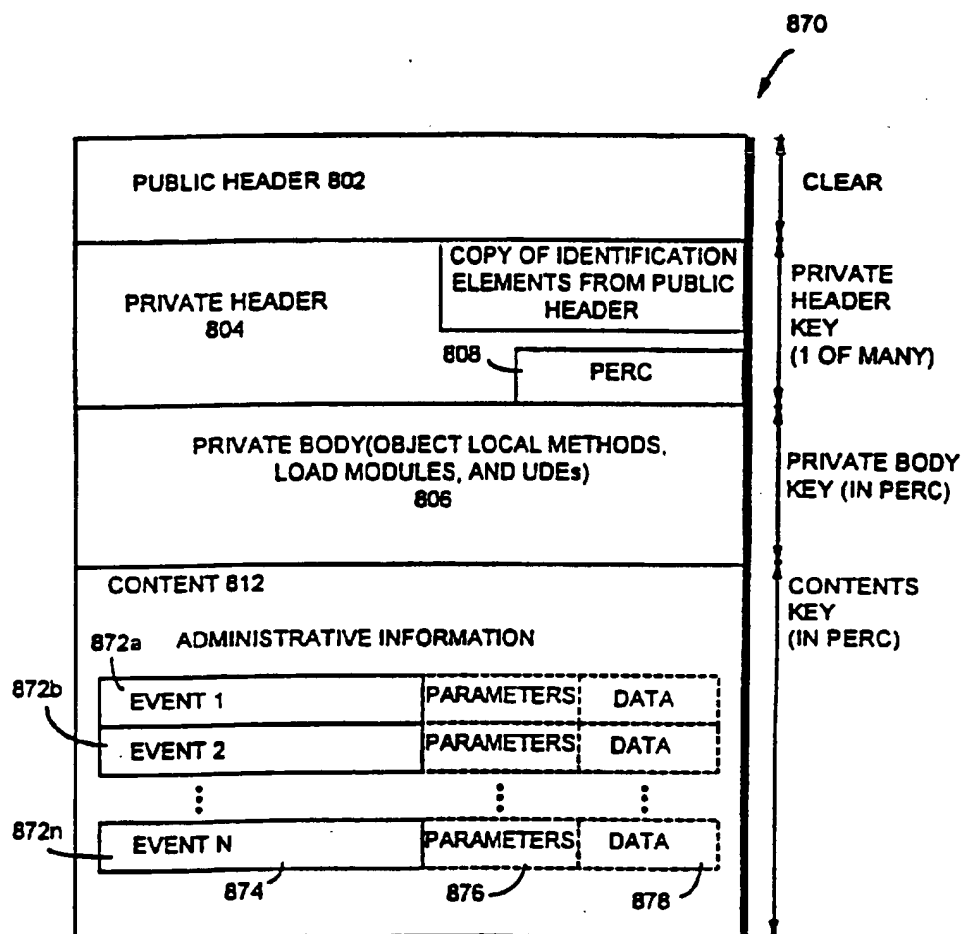 870
PUBLIC HEADER 802
CLEAR
COPY OF IDENTIFICATION
ELEMENTS FROM PUBLIC
HEADER
PRIVATE HEADER
804
PRIVATE
HEADER
KEY
(1 OF MANY)
808
PERC
PRIVATE BODY(OBJECT LOCAL METHODS,
LOAD MODULES, AND UDEs)
806
PRIVATE BODY
KEY (IN PERC)
CONTENT 812
CONTENTS
KEY
(IN PERC)
ADMINISTRATIVE INFORMATION
872a
872b
EVENT 1 PARAMETERS DATA
EVENT 2 PARAMETERS DATA
872n
EVENT N PARAMETERS DATA
874 876 878